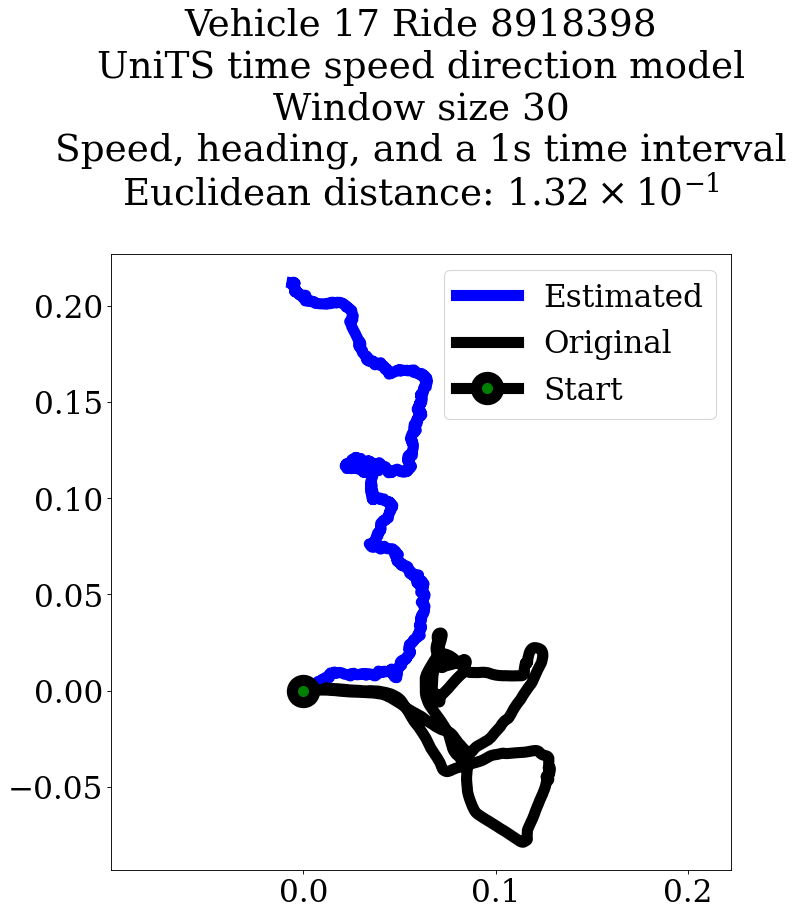 Vehicle 17 Ride 8918398
UniTS time speed direction model
Window size 30
Speed, heading, and a 1s time interval
Euclidean distance: 1.32 × 10⁻¹
Estimated
Original
Start
0.20
0.15
0.10
0.05
0.00
−0.05
0.0 0.1 0.2